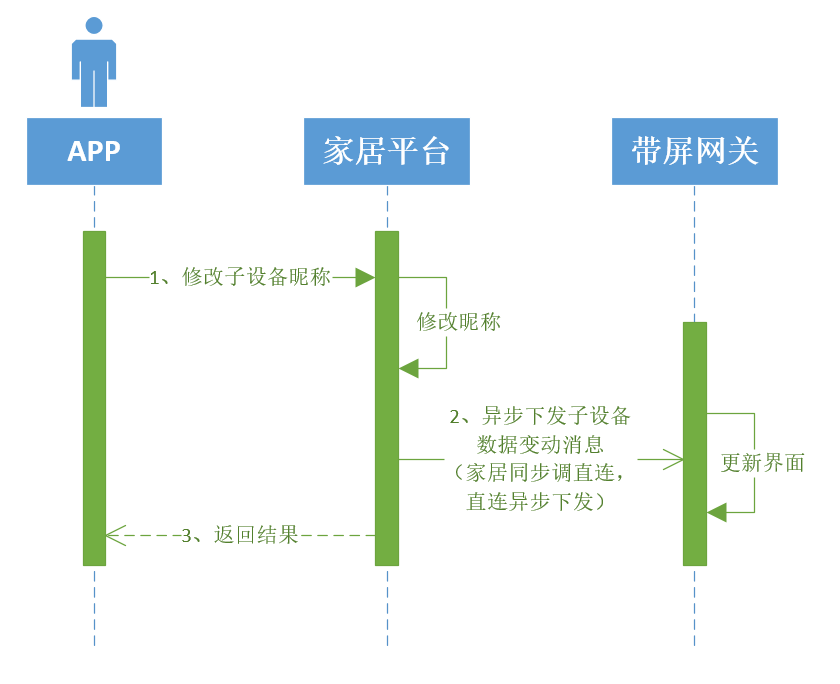 APP
家居平台
带屏网关
1、修改子设备昵称
修改昵称
2、异步下发子设备
数据变动消息
（家居同步调直连，
直连异步下发）
更新界面
3、返回结果